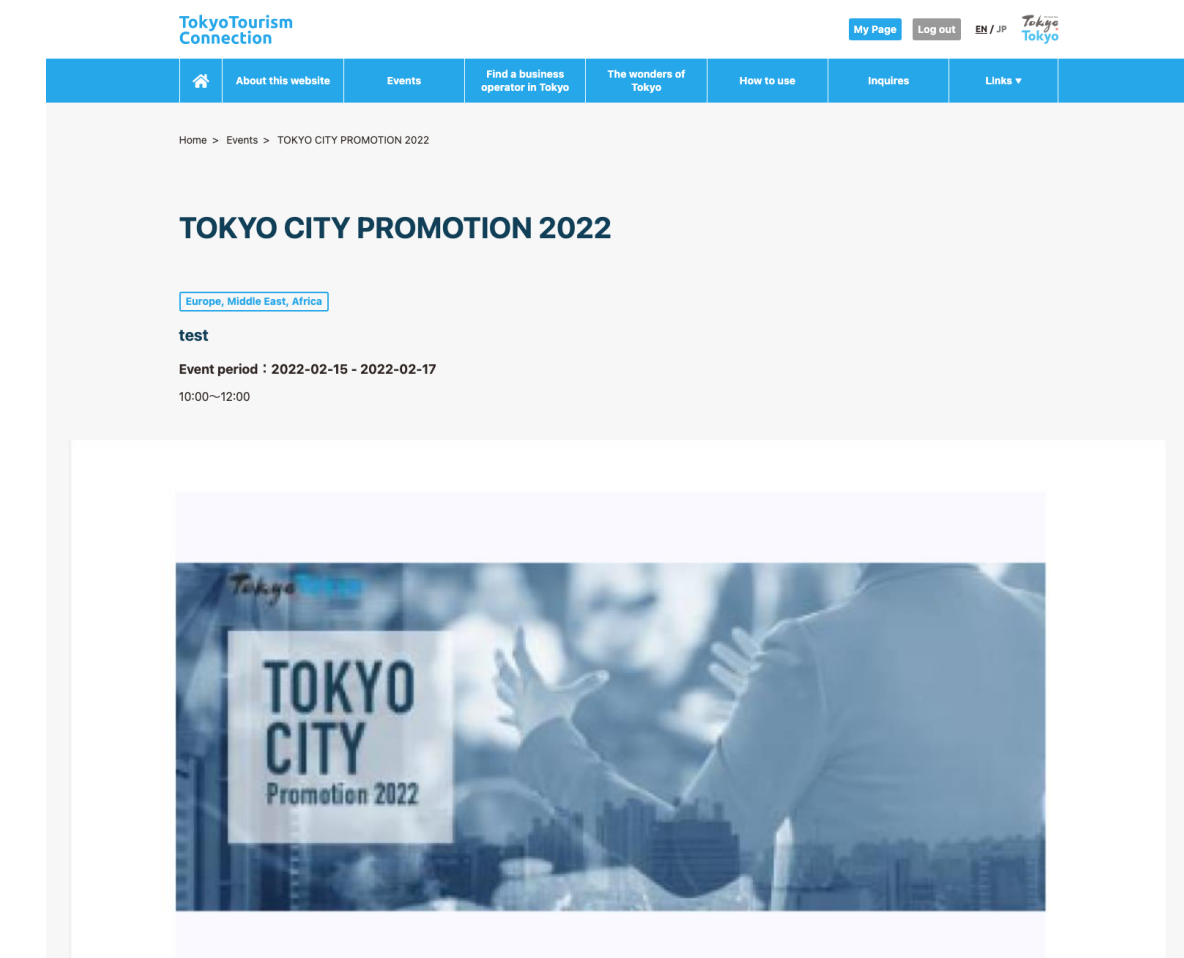 TokyoTourism
Connection
My Page
Log out
EN / JP
Tokyo
Tokyo
About this website
Events
Find a business
operator in Tokyo
The wonders of
Tokyo
How to use
Inquires
Links ▼
Home > Events > TOKYO CITY PROMOTION 2022
TOKYO CITY PROMOTION 2022
Europe, Middle East, Africa
test
Event period：2022-02-15 - 2022-02-17
10:00～12:00
Tokyo Tokyo
TOKYO
CITY
Promotion 2022